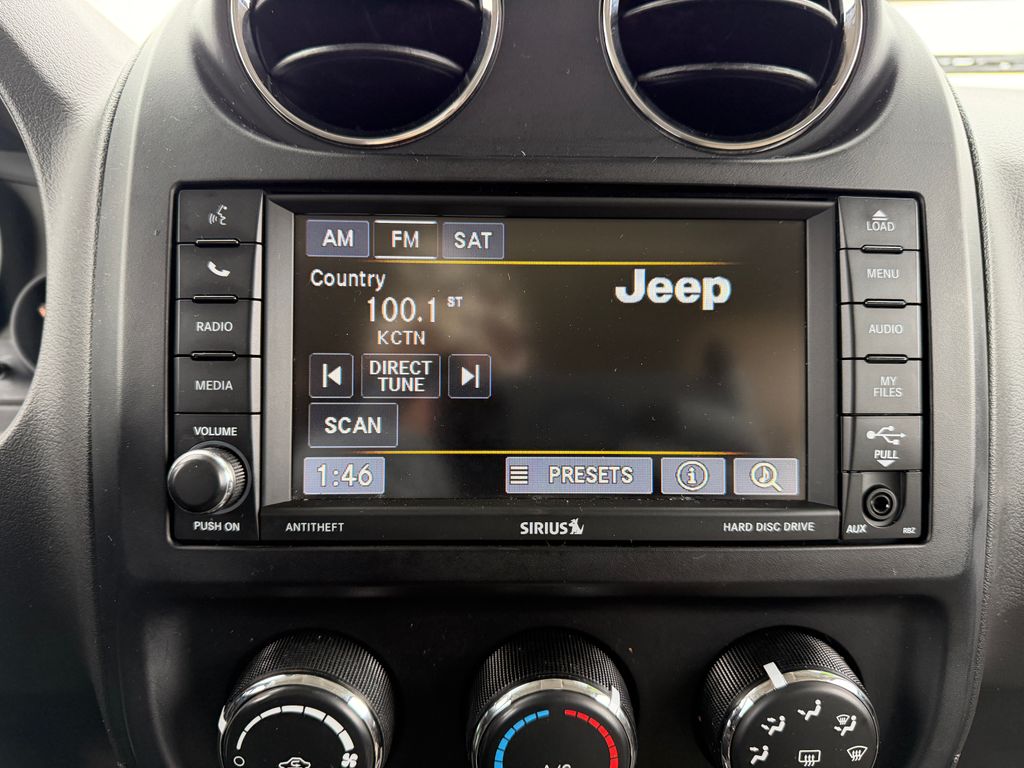 AM FM SAT
Country
Jeep
100.1 ST
KCTN
DIRECT
TUNE
SCAN
1:46 PRESETS
RADIO
MEDIA
VOLUME
PUSH ON
LOAD
MENU
AUDIO
MY
FILES
PULL
AUX RBZ
ANTITHEFT SIRIUS HARD DISC DRIVE